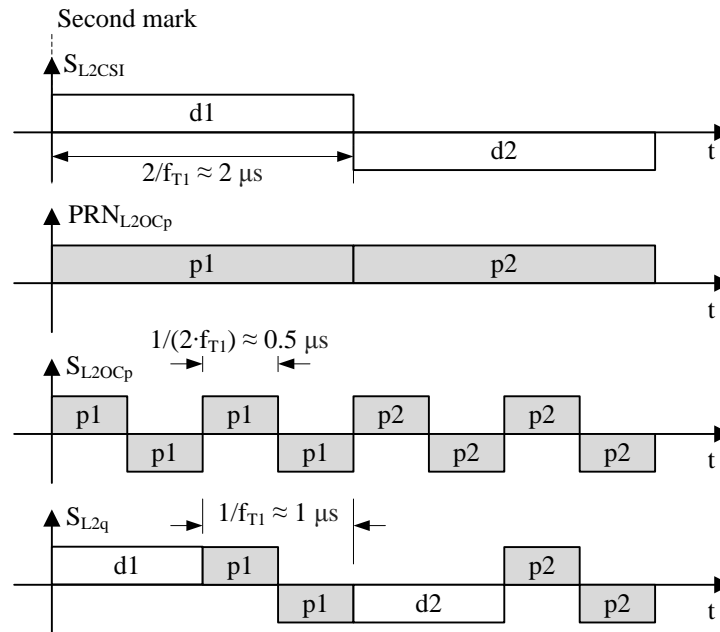 Second mark
S_L2CSI
d1
d2
t
2/f_T1 ≈ 2 μs
PRN_L2OCp
p1 p2
t
1/(2·f_T1) ≈ 0.5 μs
S_L2OCp
p1 p1 p2 p2
p1 p1 p2 p2
t
S_L2q
1/f_T1 ≈ 1 μs
d1 p1 p2
p1 d2 p2
t